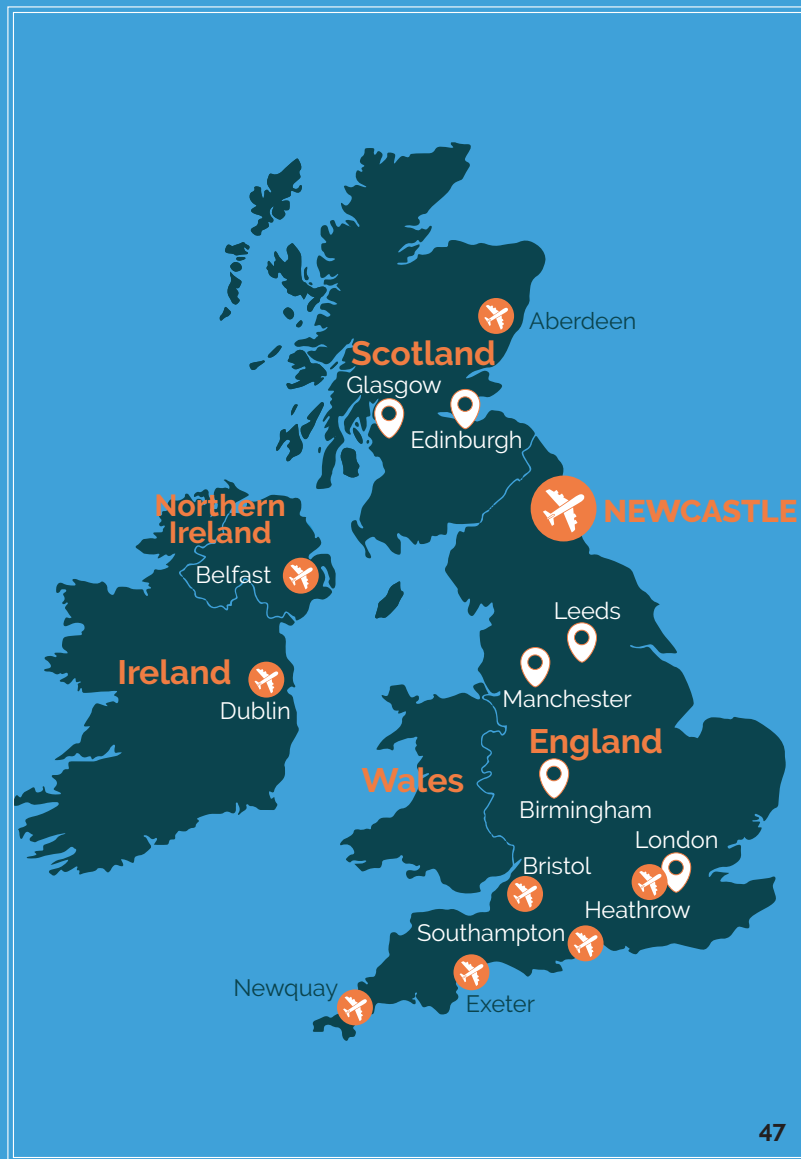 Aberdeen
Scotland
Glasgow
Edinburgh
Northern
Ireland
NEWCASTLE
Belfast
Leeds
Ireland
Manchester
Dublin
England
Wales
Birmingham
London
Bristol
Heathrow
Southampton
Newquay
Exeter
47